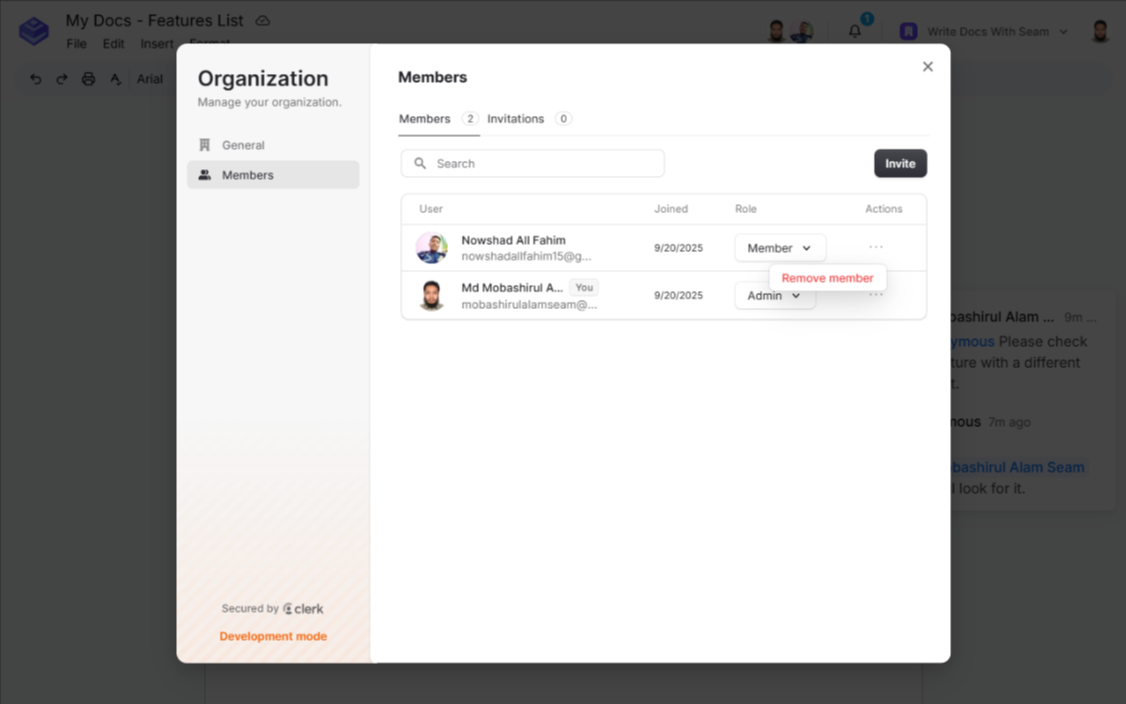 My Docs - Features List
File Edit Insert Format
1
Write Docs With Seam
Arial
Organization
Manage your organization.
General
Members
Secured by clerk
Development mode
Members
Members 2 Invitations 0
Search
Invite
User Joined Role Actions
Nowshad All Fahim
nowshadallfahim15@g...
9/20/2025
Member
...
Remove member
Md Mobashirul A... You
mobashirulalamseam@...
9/20/2025
Admin
...
bashirul Alam ... 9m ...
ymous Please check
ture with a different
t.
nous 7m ago
bashirul Alam Seam
I look for it.